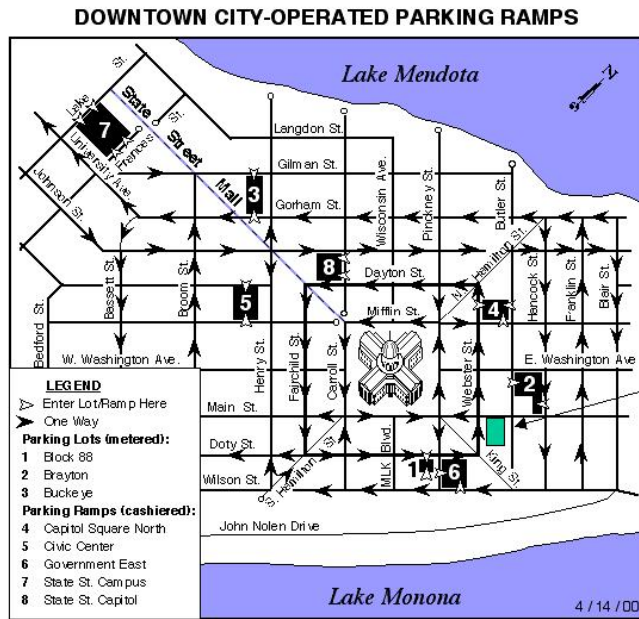 DOWNTOWN CITY-OPERATED PARKING RAMPS
Lake Mendota
N
St.
Lake
State
Street
Mall
Frances
University Ave.
Johnson St.
Langdon St.
Gilman St.
Gorham St.
Wisconsin Ave.
Pinckney St.
Butler St.
N. Hamilton St.
Dayton St.
Mifflin St.
Hancock St.
Franklin St.
Blair St.
Bedford St.
Bassett St.
Broom St.
Henry St.
Fairchild St.
Carroll St.
Webster St.
W. Washington Ave.
E. Washington Ave
Main St.
Doty St.
Wilson St.
S. Hamilton St.
MLK Blvd.
King St.
John Nolen Drive
7
3
8
5
4
2
1
6
LEGEND
Enter Lot/Ramp Here
One Way
Parking Lots (metered):
1 Block 88
2 Brayton
3 Buckeye
Parking Ramps (cashiered):
4 Capitol Square North
5 Civic Center
6 Government East
7 State St. Campus
8 State St. Capitol
Lake Monona
4 / 14 / 00